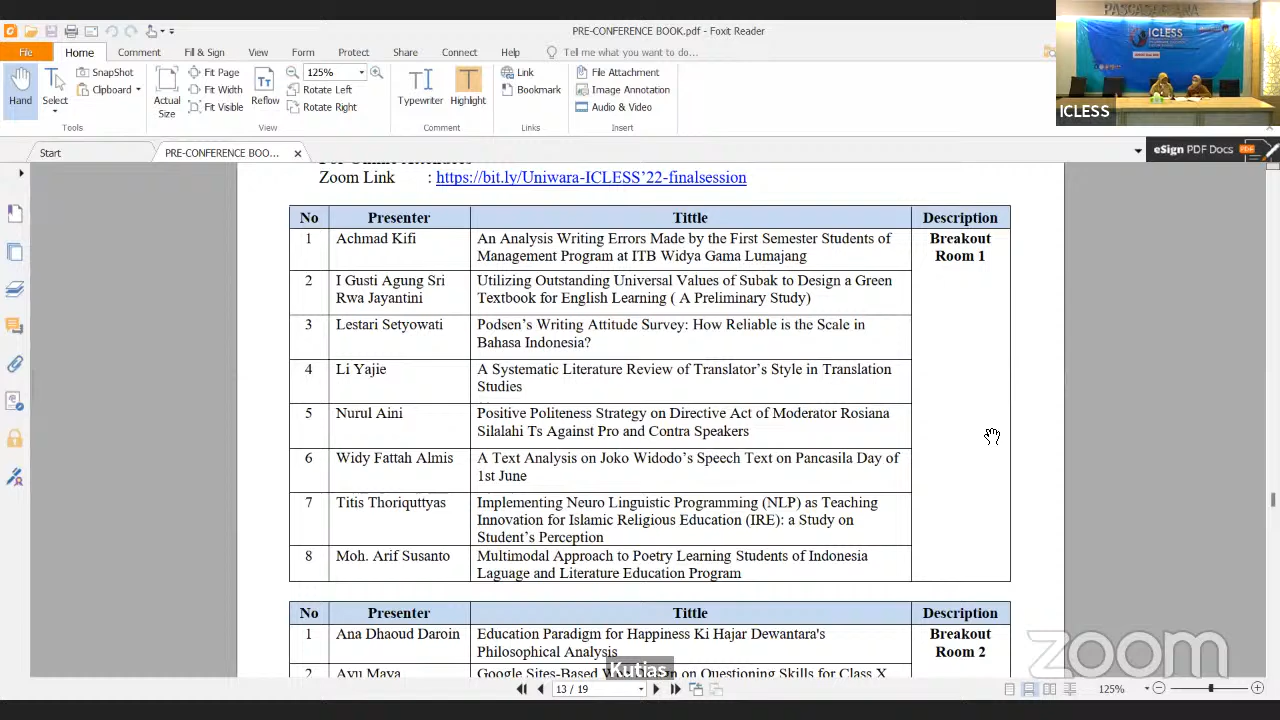 PRE-CONFERENCE BOOK.pdf - Foxit Reader
File Home Comment Fill & Sign View Form Protect Share Connect Help Tell me what you want to do...
Hand
Select
SnapShot
Clipboard
Tools
Actual Size
Fit Page
Fit Width
Fit Visible
Reflow
125%
Rotate Left
Rotate Right
View
Typewriter
Highlight
Comment
Link
Bookmark
Links
File Attachment
Image Annotation
Audio & Video
Insert
PASCASARJANA
ICLESS
ICLESS
Start
PRE-CONFERENCE BOO...
eSign PDF Docs
Zoom Link : https://bit.ly/Uniwara-ICLESS'22-finalsession
No Presenter Tittle Description
1 Achmad Kifi An Analysis Writing Errors Made by the First Semester Students of Breakout
Management Program at ITB Widya Gama Lumajang Room 1
2 I Gusti Agung Sri Utilizing Outstanding Universal Values of Subak to Design a Green
Rwa Jayantini Textbook for English Learning ( A Preliminary Study)
3 Lestari Setyowati Podsen's Writing Attitude Survey: How Reliable is the Scale in
Bahasa Indonesia?
4 Li Yajie A Systematic Literature Review of Translator's Style in Translation
Studies
5 Nurul Aini Positive Politeness Strategy on Directive Act of Moderator Rosiana
Silalahi Ts Against Pro and Contra Speakers
6 Widy Fattah Almis A Text Analysis on Joko Widodo's Speech Text on Pancasila Day of
1st June
7 Titis Thoriquttyas Implementing Neuro Linguistic Programming (NLP) as Teaching
Innovation for Islamic Religious Education (IRE): a Study on
Student's Perception
8 Moh. Arif Susanto Multimodal Approach to Poetry Learning Students of Indonesia
Laguage and Literature Education Program
No Presenter Tittle Description
1 Ana Dhaoud Daroin Education Paradigm for Happiness Ki Hajar Dewantara's Breakout
Philosophical Analysis Room 2
2 Ayu Maya Google Sites-Based on Questioning Skills for Class X
Kutias
zoom
13 / 19
125%